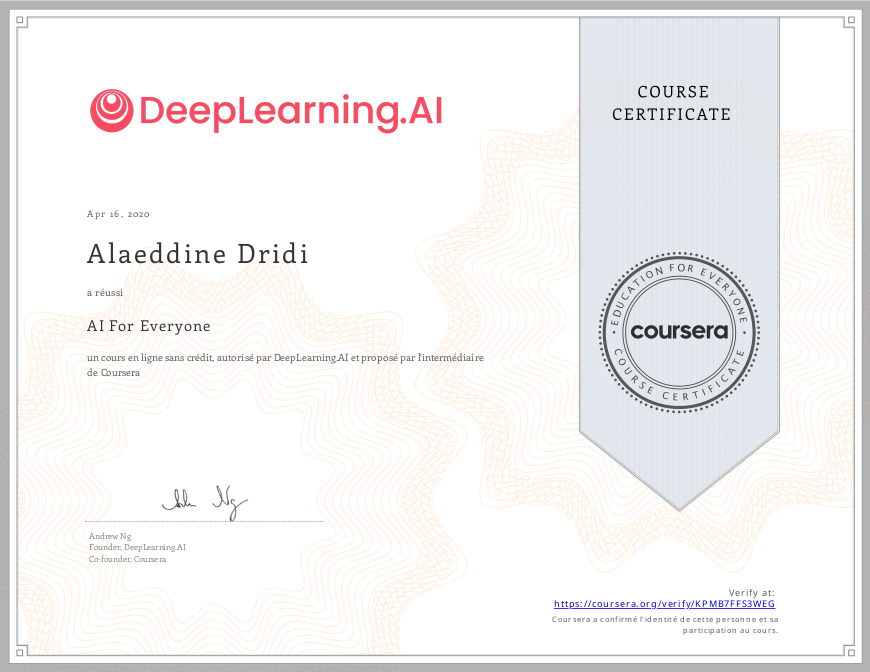 DeepLearning.AI
COURSE
CERTIFICATE
Apr 16, 2020
Alaeddine Dridi
a réussi
AI For Everyone
un cours en ligne sans crédit, autorisé par DeepLearning.AI et proposé par l'intermédiaire
de Coursera
EDUCATION FOR EVERYONE
coursera
COURSE CERTIFICATE
Andrew Ng
Founder, DeepLearning.AI
Co-founder, Coursera
Verify at:
https://coursera.org/verify/KPMB7FFS3WEG
Coursera a confirmé l'identité de cette personne et sa
participation au cours.